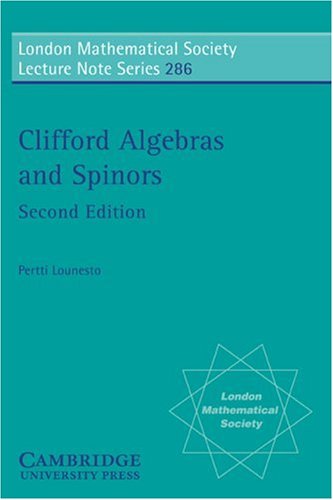 London Mathematical Society
Lecture Note Series 286
Clifford Algebras
and Spinors
Second Edition
Pertti Lounesto
London
Mathematical
Society
CAMBRIDGE
UNIVERSITY PRESS